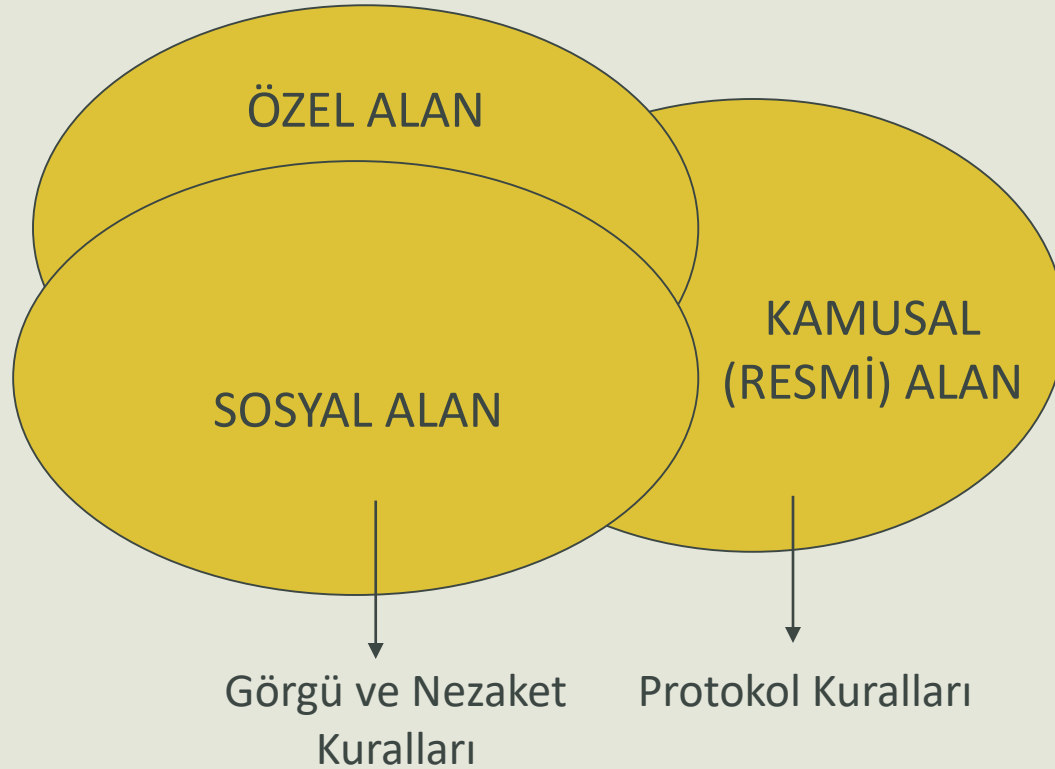 ÖZEL ALAN
KAMUSAL
(RESMİ) ALAN
SOSYAL ALAN
Görgü ve Nezaket
Kuralları
Protokol Kuralları